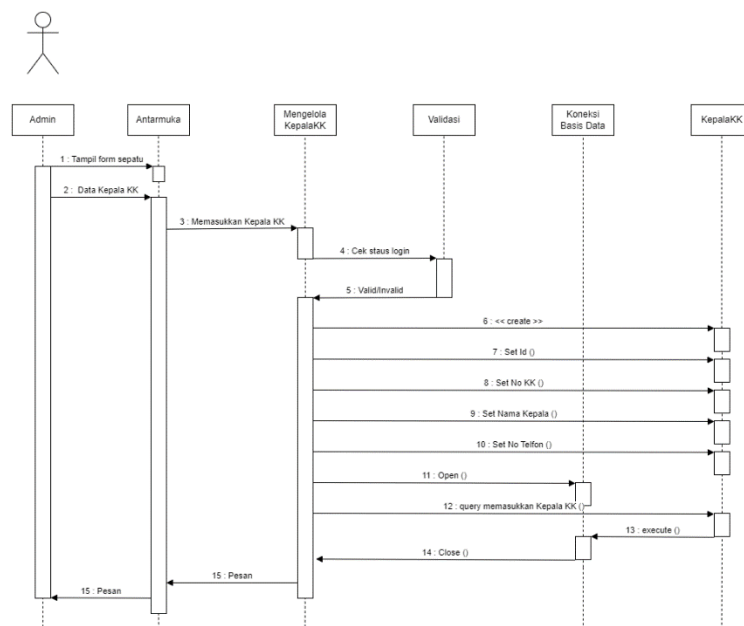 Admin
Antarmuka
Mengelola
KepalaKK
Validasi
Koneksi
Basis Data
KepalaKK
1 : Tampil form sepatu
2 : Data Kepala KK
3 : Memasukkan Kepala KK
4 : Cek staus login
5 : Valid/Invalid
6 : << create >>
7 : Set Id ()
8 : Set No KK ()
9 : Set Nama Kepala ()
10 : Set No Telfon ()
11 : Open ()
12 : query memasukkan Kepala KK ()
13 : execute ()
14 : Close ()
15 : Pesan
15 : Pesan